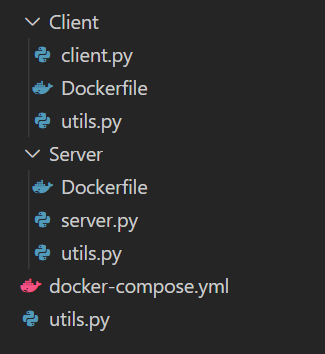 Client
client.py
Dockerfile
utils.py
Server
Dockerfile
server.py
utils.py
docker-compose.yml
utils.py